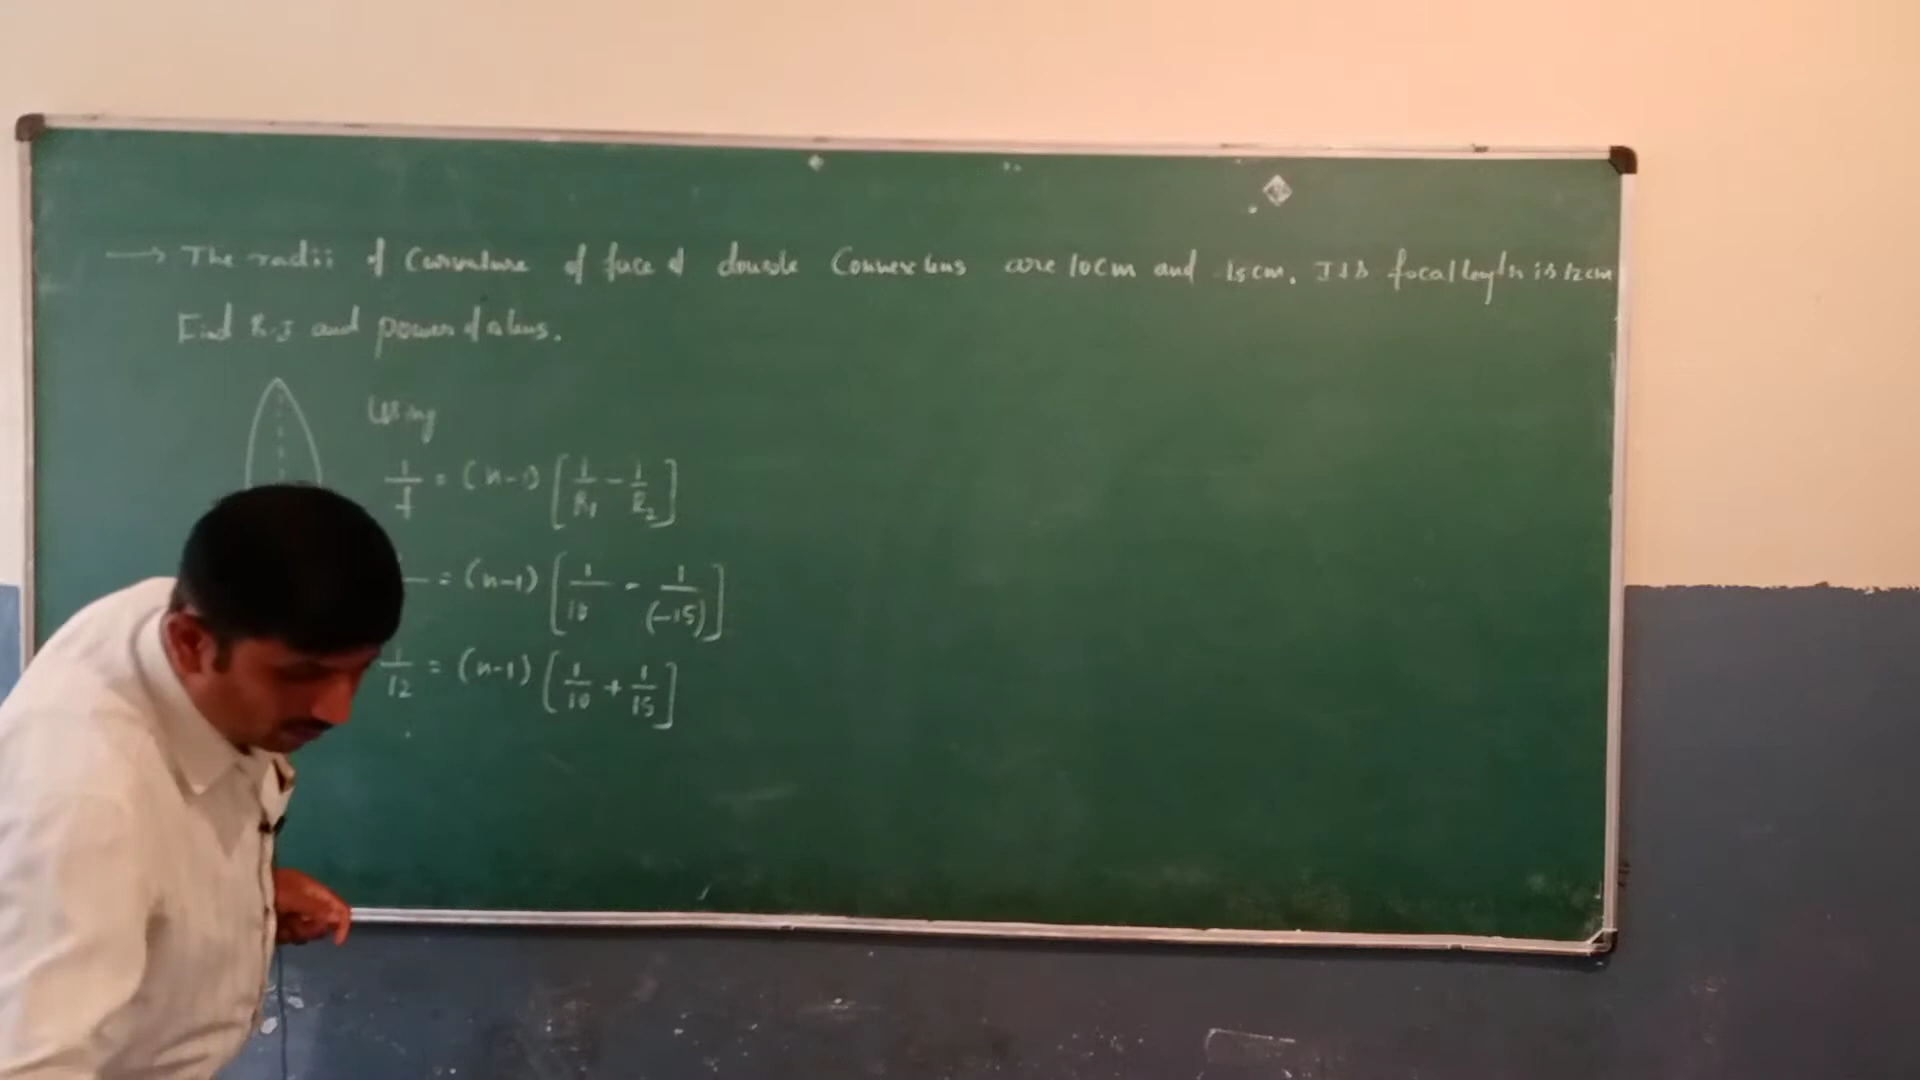 → The radii of Curvature of face of double Convex lens are 10cm and 15cm. Its focal length is 12cm
Find R.I and power of a lens.
Using
1/f = (n-1) [1/R₁ - 1/R₂]
= (n-1) [1/10 - 1/(-15)]
1/12 = (n-1) [1/10 + 1/15]